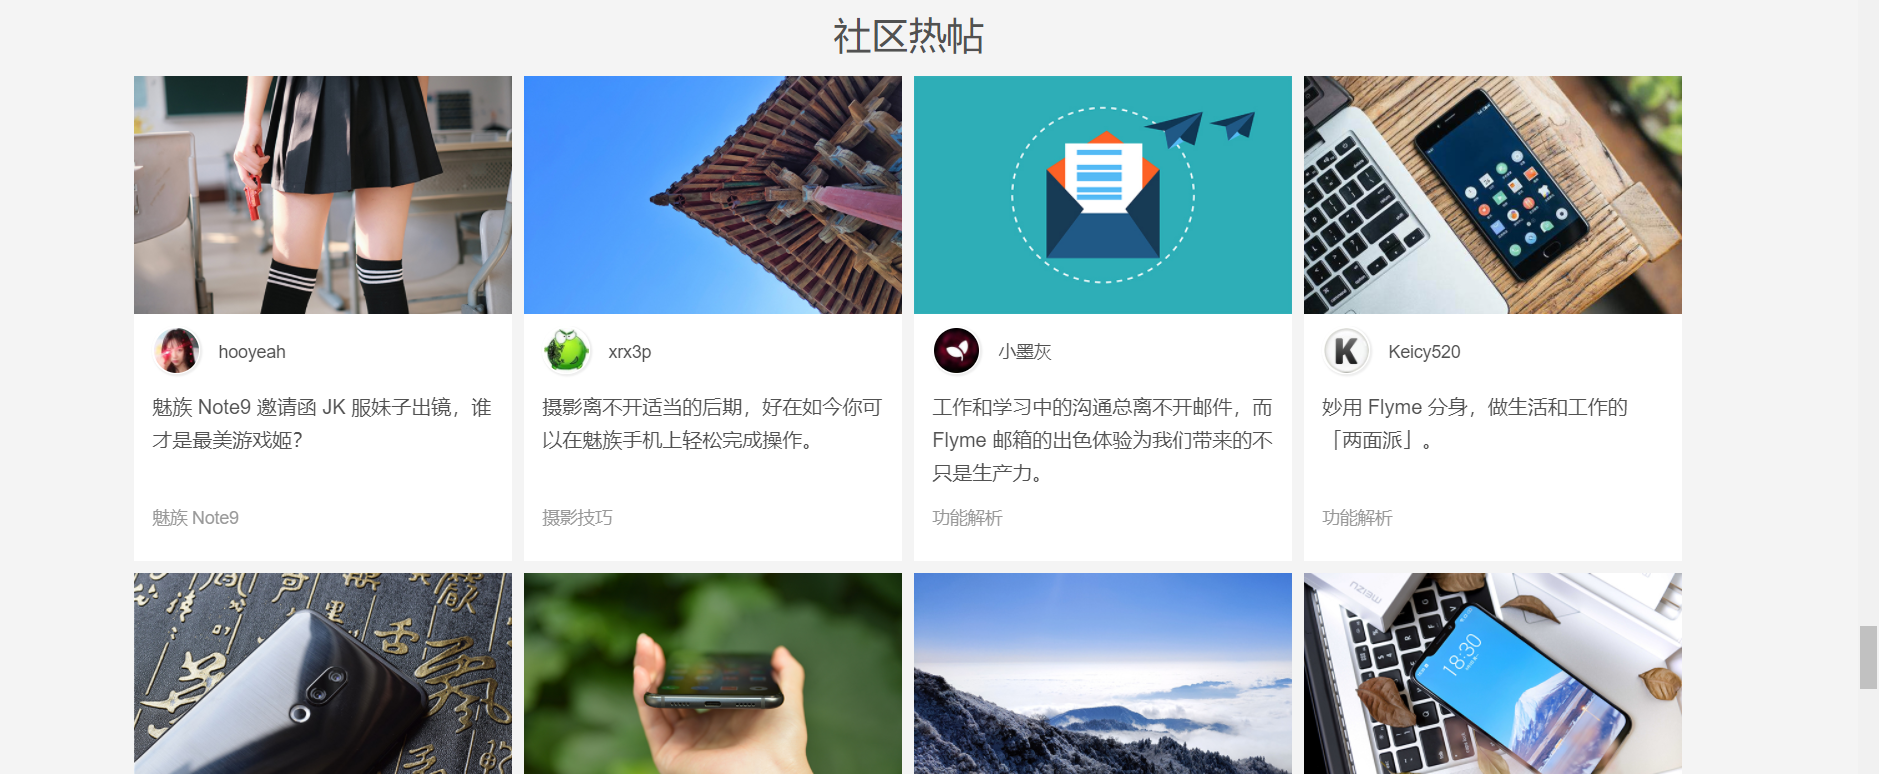 社区热帖
hooyeah
魅族 Note9 邀请函 JK 服妹子出镜，谁
才是最美游戏姬？
魅族 Note9
xrx3p
摄影离不开适当的后期，好在如今你可
以在魅族手机上轻松完成操作。
摄影技巧
小墨灰
工作和学习中的沟通总离不开邮件，而
Flyme 邮箱的出色体验为我们带来的不
只是生产力。
功能解析
K
Keicy520
妙用 Flyme 分身，做生活和工作的
「两面派」。
功能解析
MEIZU
18:30